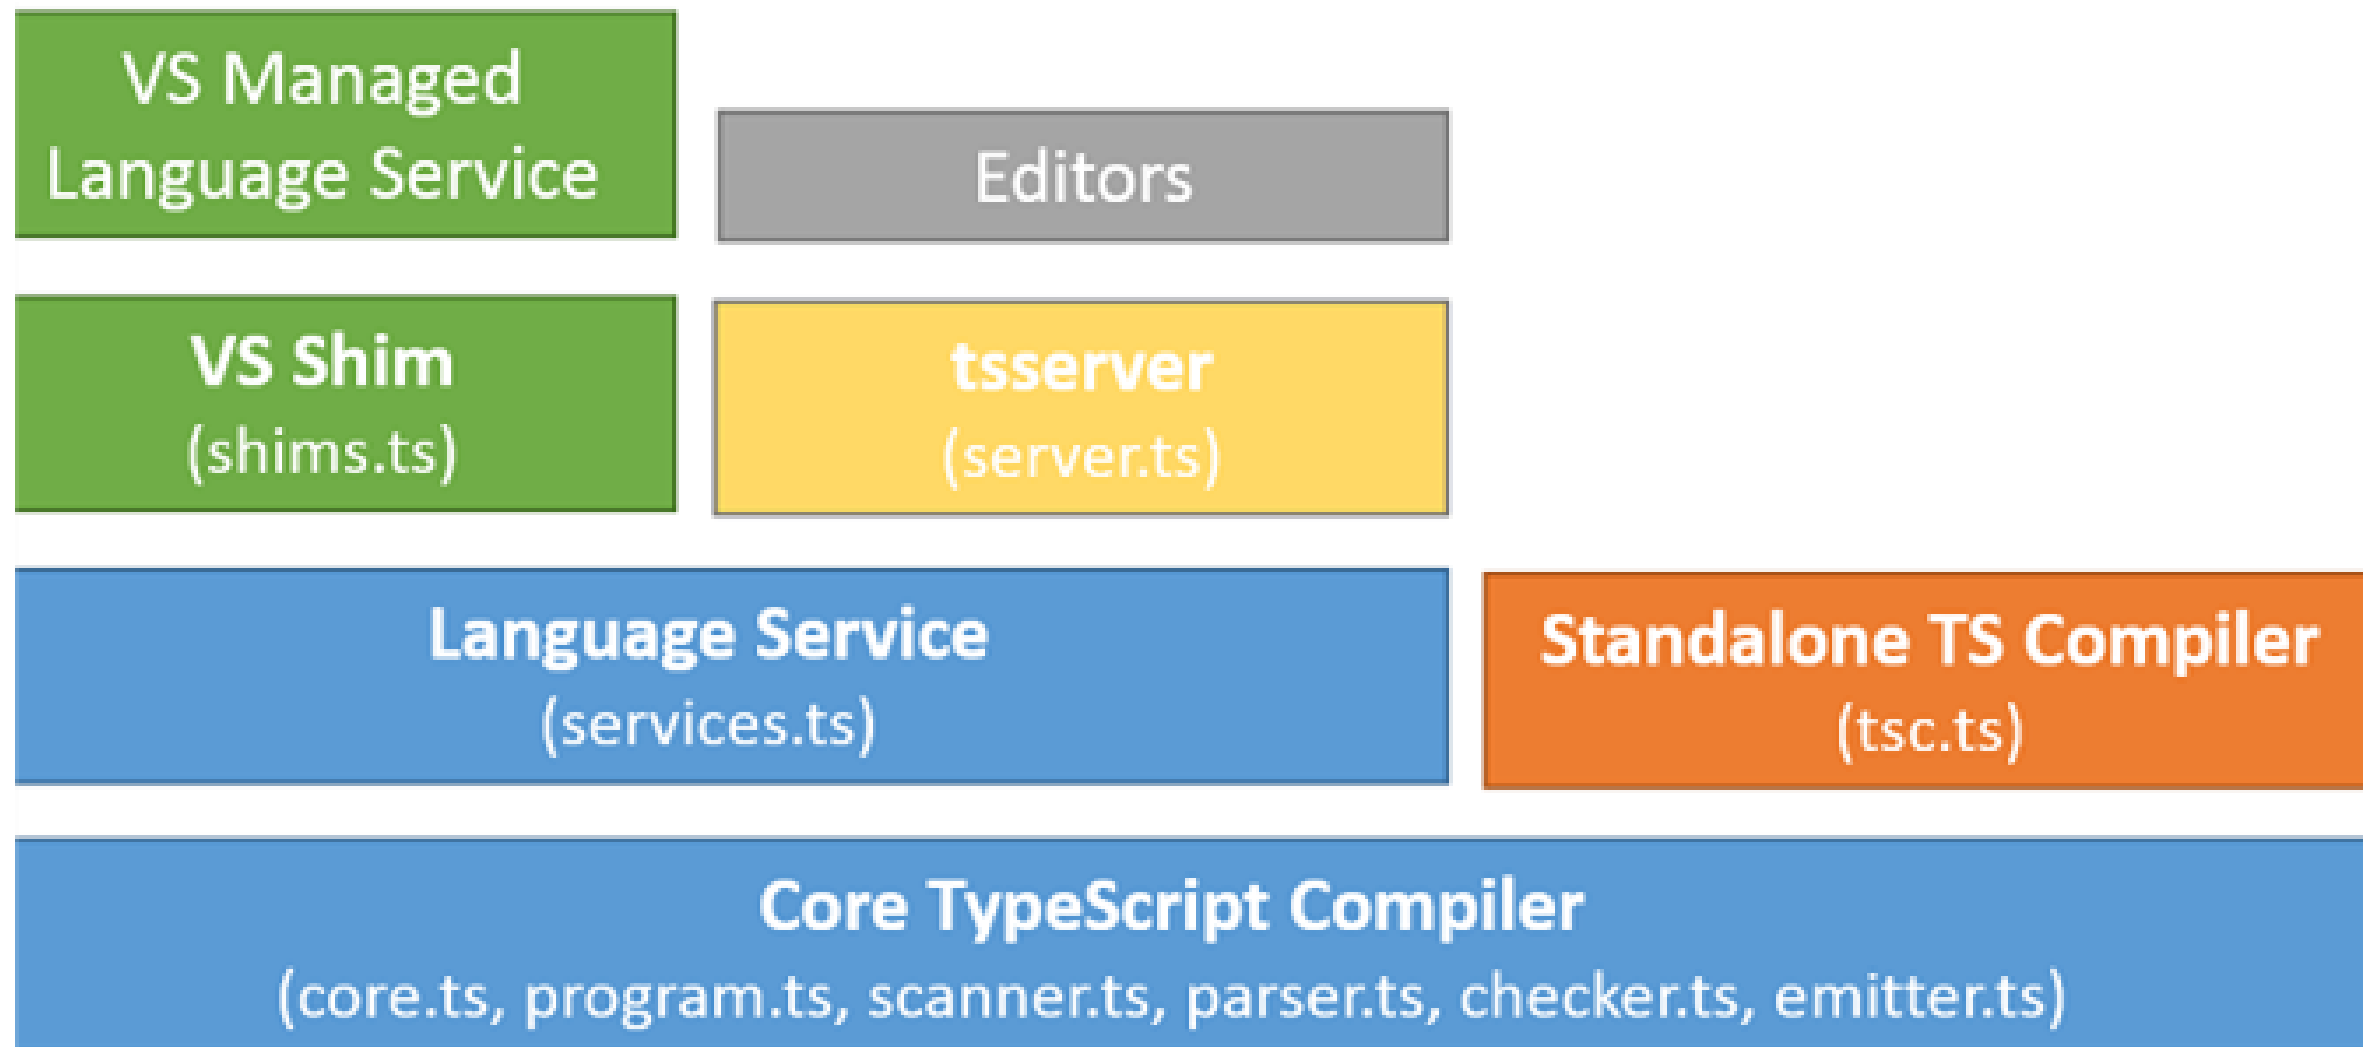 VS Managed
Language Service
Editors
VS Shim
(shims.ts)
tsserver
(server.ts)
Language Service
(services.ts)
Standalone TS Compiler
(tsc.ts)
Core TypeScript Compiler
(core.ts, program.ts, scanner.ts, parser.ts, checker.ts, emitter.ts)